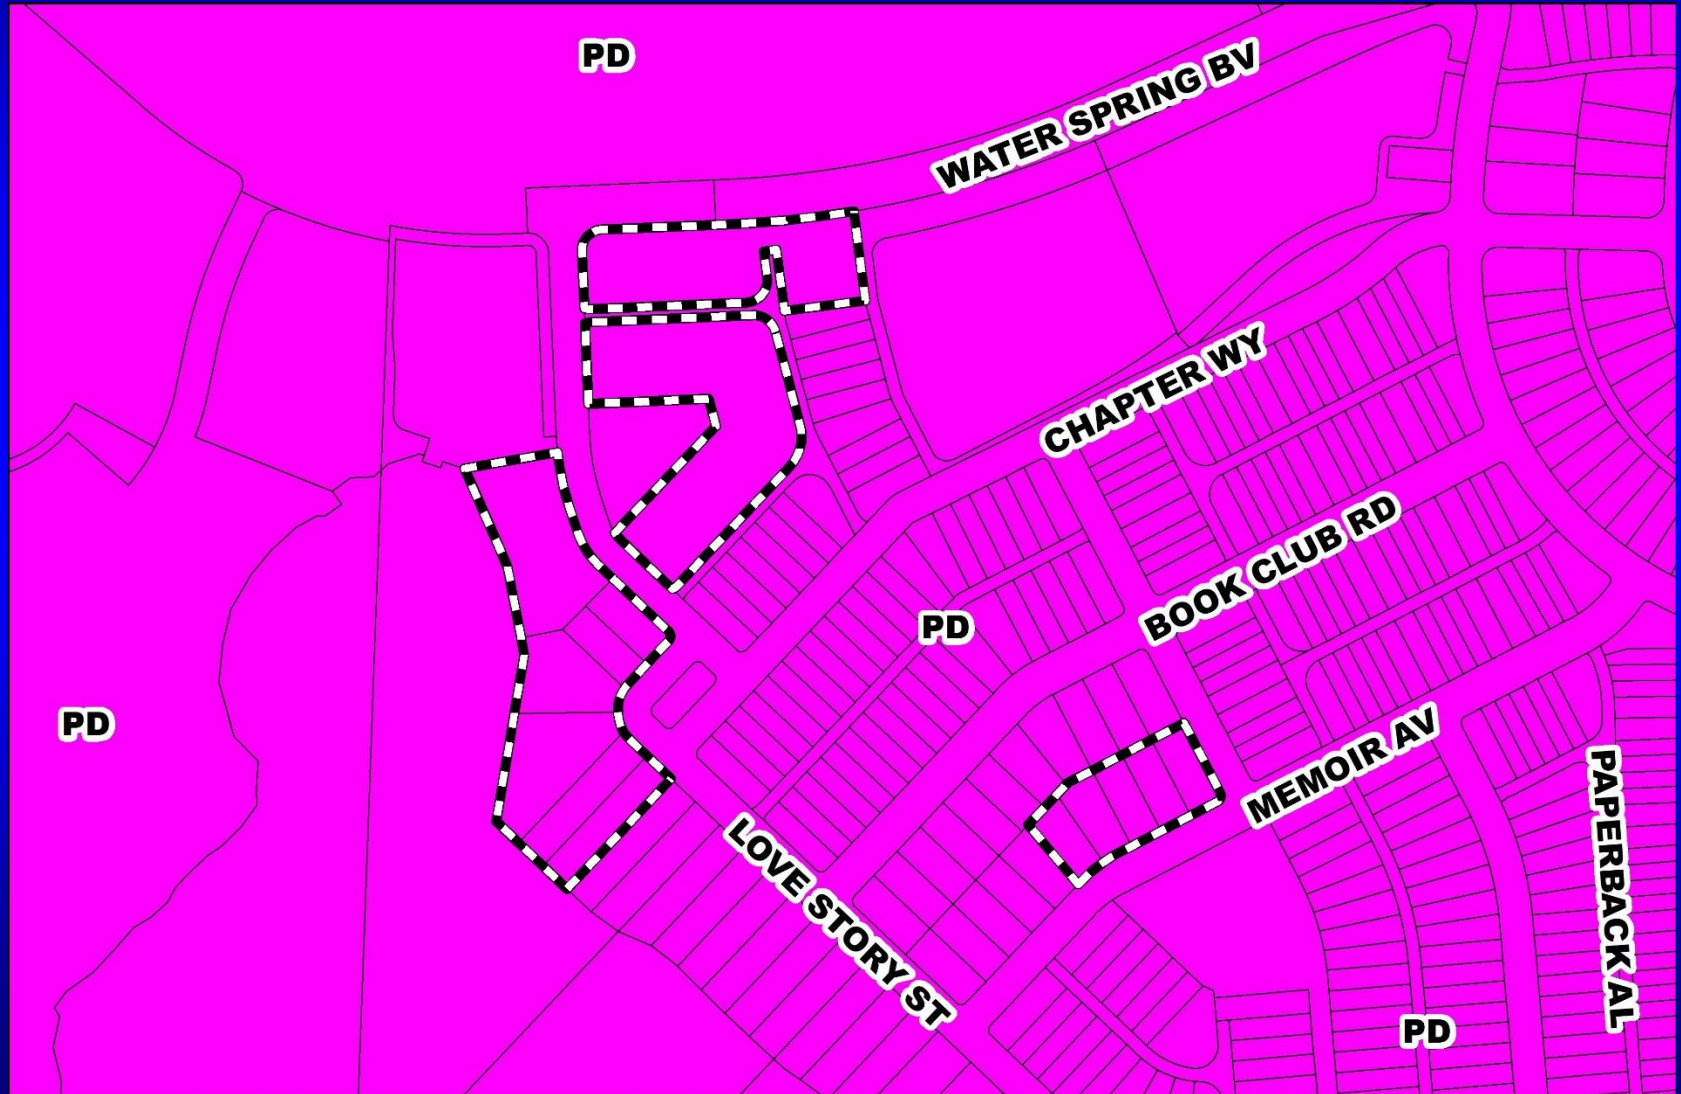 PD
WATER SPRING BV
CHAPTER WY
BOOK CLUB RD
PD
PD
MEMOIR AV
PAPERBACK AL
LOVE STORY ST
PD